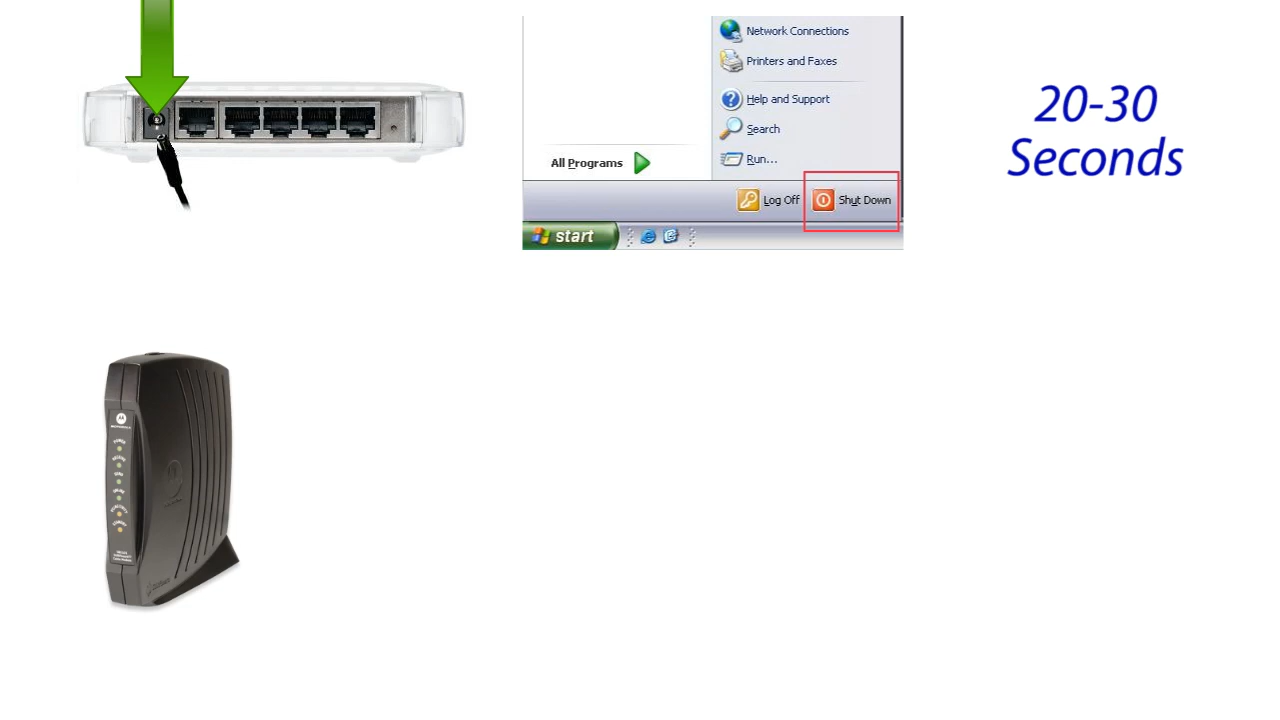 Network Connections
Printers and Faxes
Help and Support
Search
Run...
All Programs
Log Off
Shut Down
start
20-30
Seconds